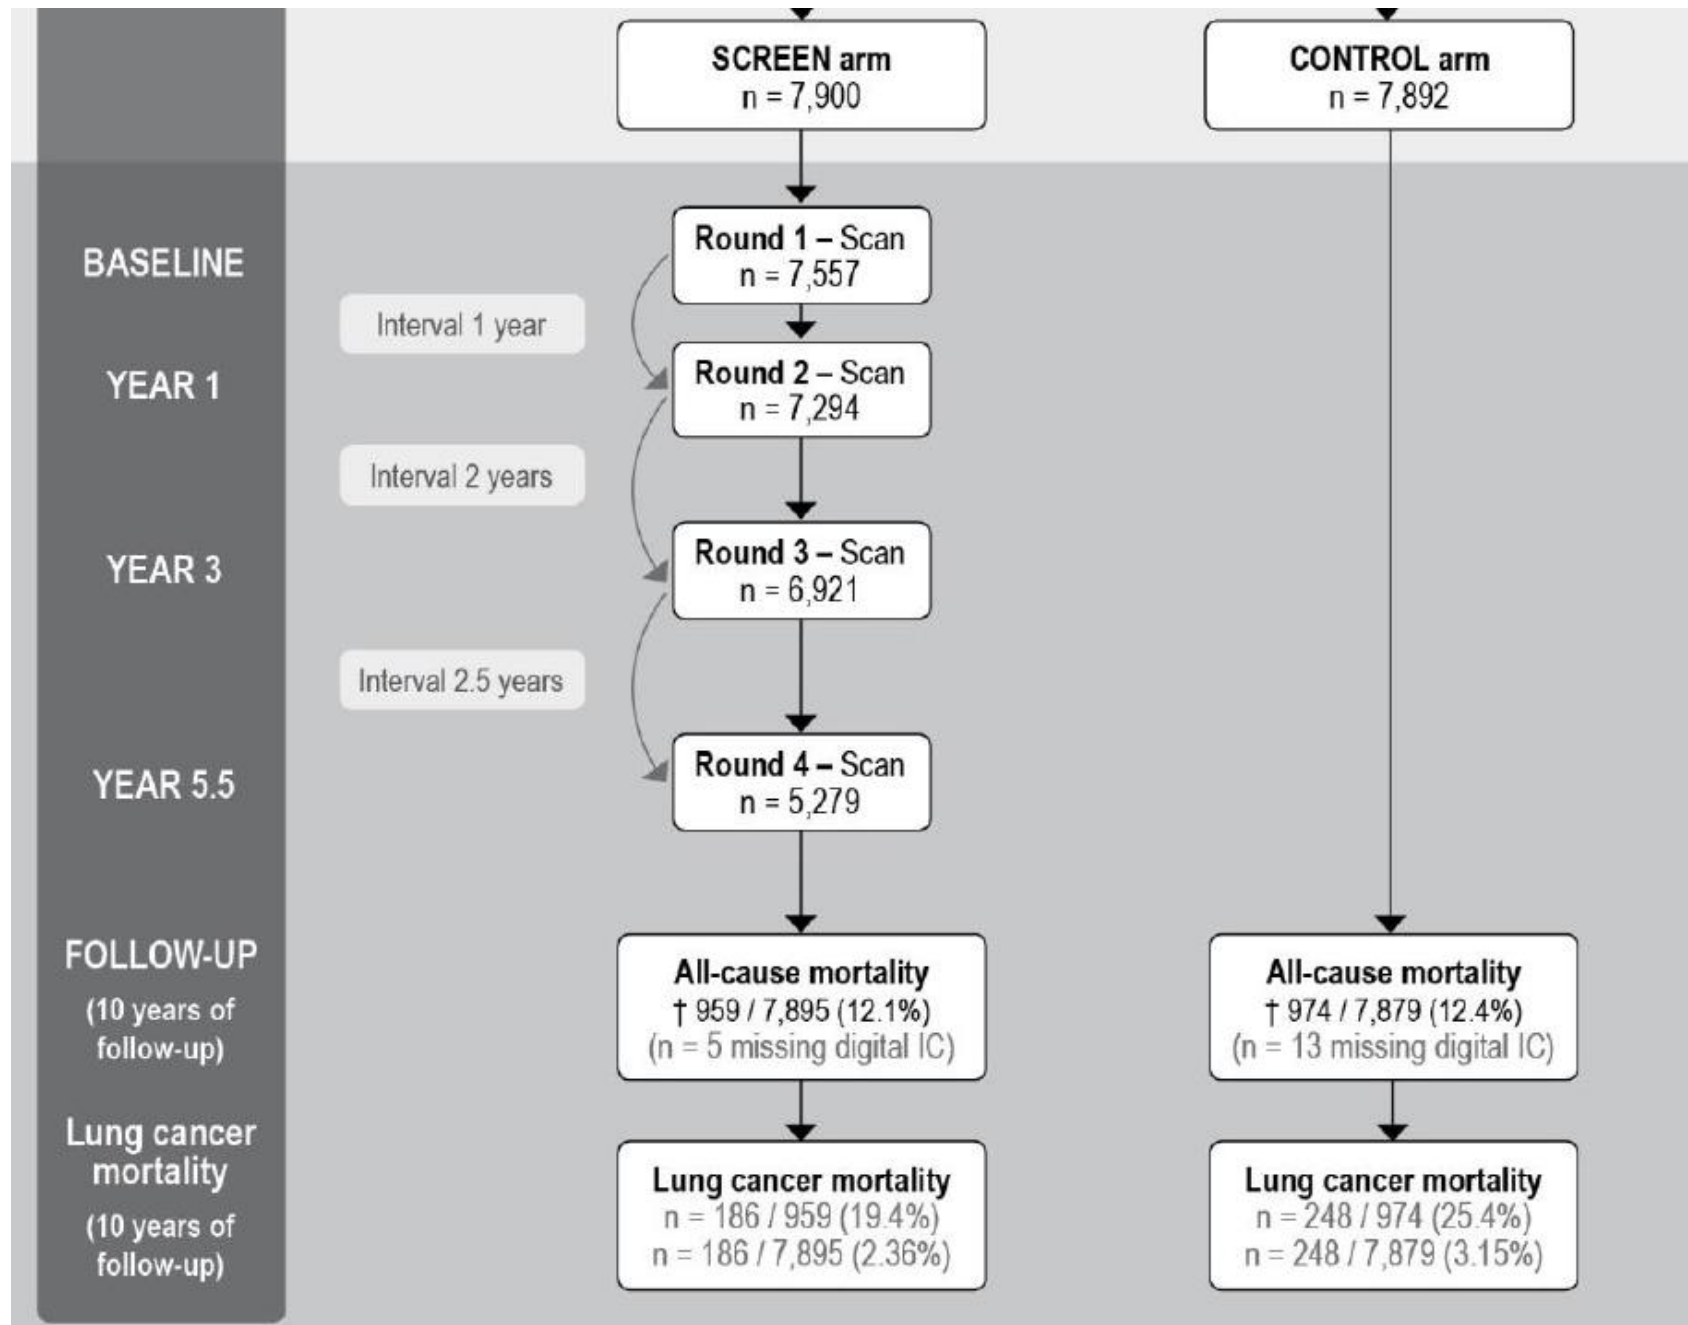 SCREEN arm
n = 7,900
CONTROL arm
n = 7,892
BASELINE
Round 1 – Scan
n = 7,557
Interval 1 year
YEAR 1
Round 2 – Scan
n = 7,294
Interval 2 years
YEAR 3
Round 3 – Scan
n = 6,921
Interval 2.5 years
YEAR 5.5
Round 4 – Scan
n = 5,279
FOLLOW-UP
(10 years of
follow-up)
All-cause mortality
† 959 / 7,895 (12.1%)
(n = 5 missing digital IC)
All-cause mortality
† 974 / 7,879 (12.4%)
(n = 13 missing digital IC)
Lung cancer
mortality
(10 years of
follow-up)
Lung cancer mortality
n = 186 / 959 (19.4%)
n = 186 / 7,895 (2.36%)
Lung cancer mortality
n = 248 / 974 (25.4%)
n = 248 / 7,879 (3.15%)